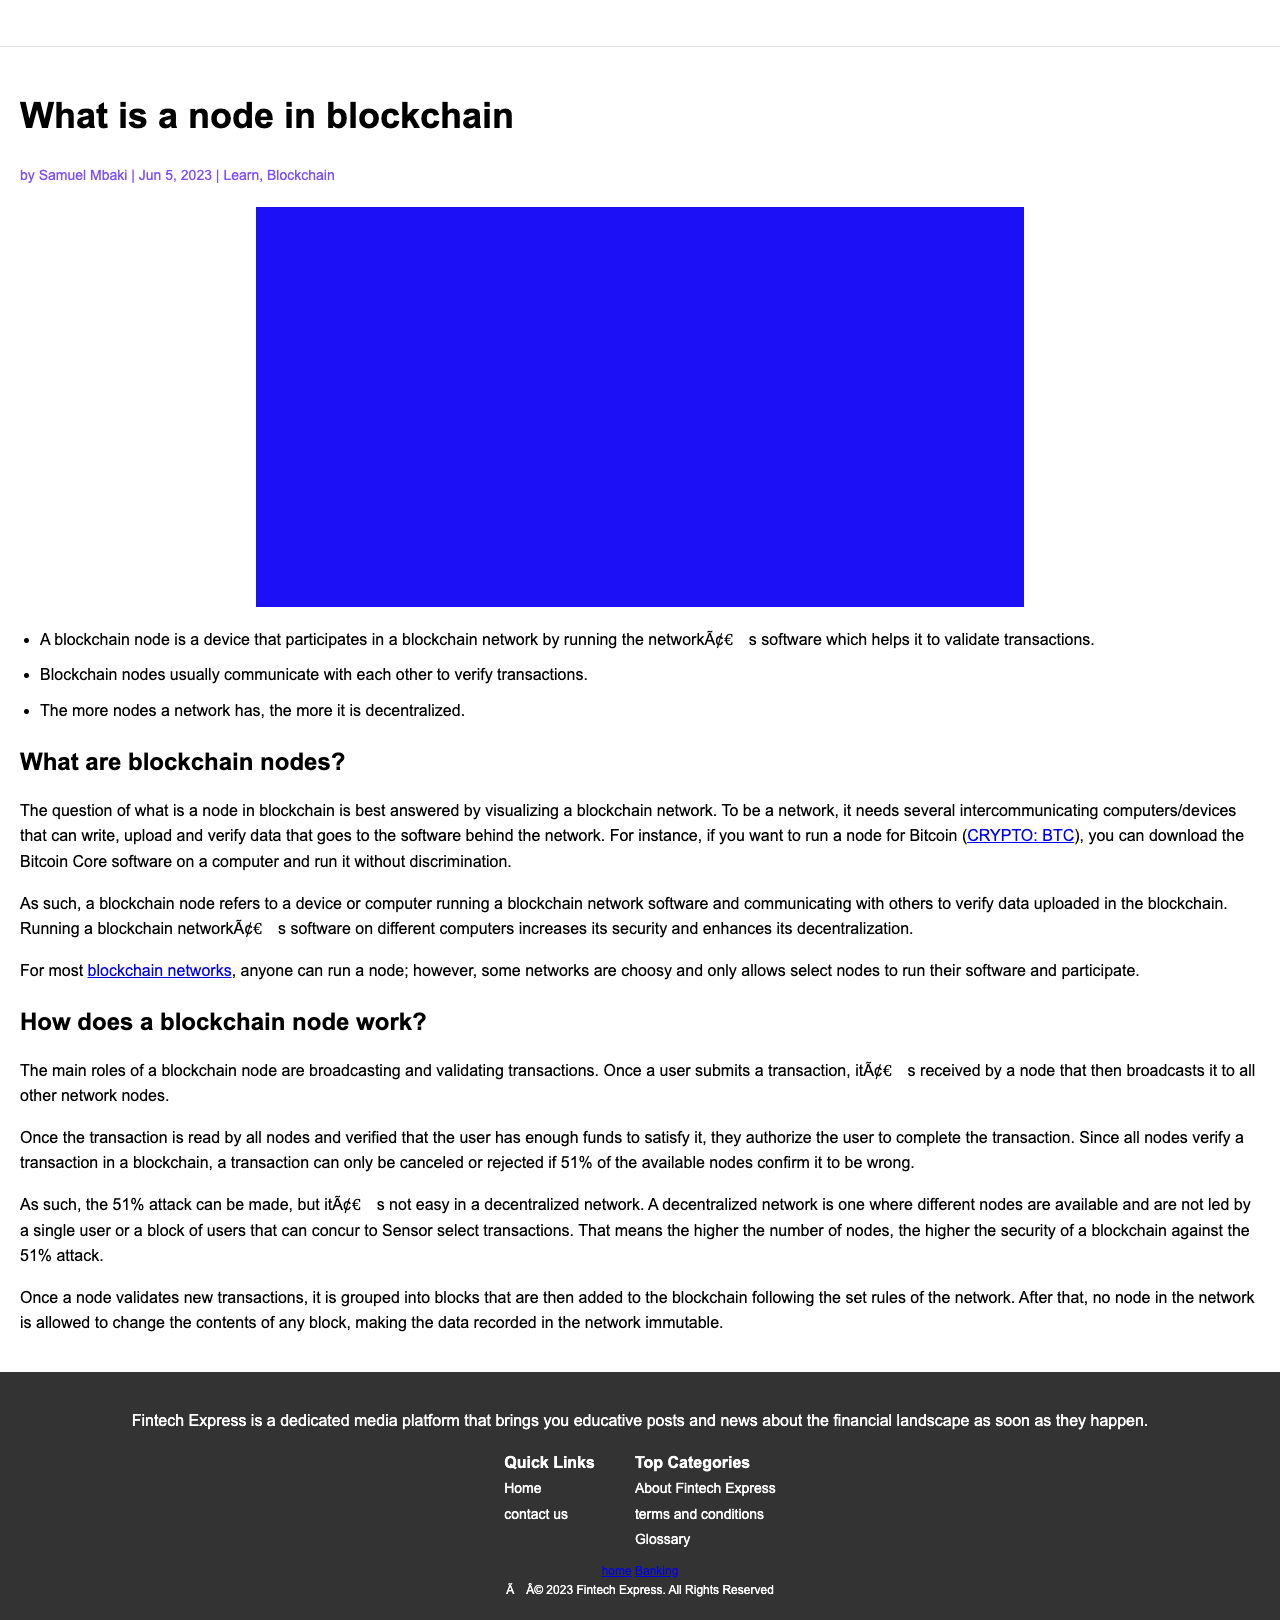 What is a node in blockchain
by Samuel Mbaki | Jun 5, 2023 | Learn, Blockchain
• A blockchain node is a device that participates in a blockchain network by running the networkÃ¢€ s software which helps it to validate transactions.
• Blockchain nodes usually communicate with each other to verify transactions.
• The more nodes a network has, the more it is decentralized.
What are blockchain nodes?
The question of what is a node in blockchain is best answered by visualizing a blockchain network. To be a network, it needs several intercommunicating computers/devices
that can write, upload and verify data that goes to the software behind the network. For instance, if you want to run a node for Bitcoin (CRYPTO: BTC), you can download the
Bitcoin Core software on a computer and run it without discrimination.
As such, a blockchain node refers to a device or computer running a blockchain network software and communicating with others to verify data uploaded in the blockchain.
Running a blockchain networkÃ¢€ s software on different computers increases its security and enhances its decentralization.
For most blockchain networks, anyone can run a node; however, some networks are choosy and only allows select nodes to run their software and participate.
How does a blockchain node work?
The main roles of a blockchain node are broadcasting and validating transactions. Once a user submits a transaction, itÃ¢€ s received by a node that then broadcasts it to all
other network nodes.
Once the transaction is read by all nodes and verified that the user has enough funds to satisfy it, they authorize the user to complete the transaction. Since all nodes verify a
transaction in a blockchain, a transaction can only be canceled or rejected if 51% of the available nodes confirm it to be wrong.
As such, the 51% attack can be made, but itÃ¢€ s not easy in a decentralized network. A decentralized network is one where different nodes are available and are not led by
a single user or a block of users that can concur to Sensor select transactions. That means the higher the number of nodes, the higher the security of a blockchain against the
51% attack.
Once a node validates new transactions, it is grouped into blocks that are then added to the blockchain following the set rules of the network. After that, no node in the network
is allowed to change the contents of any block, making the data recorded in the network immutable.
Fintech Express is a dedicated media platform that brings you educative posts and news about the financial landscape as soon as they happen.
Quick Links
Home
contact us
Top Categories
About Fintech Express
terms and conditions
Glossary
home Banking
Ã Â© 2023 Fintech Express. All Rights Reserved